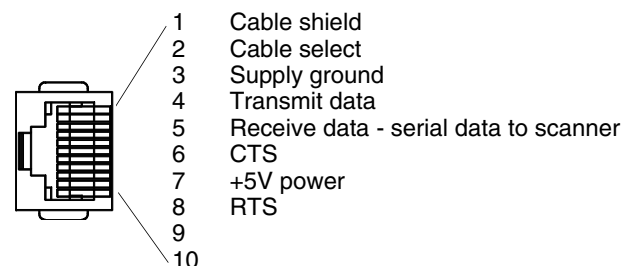 1 Cable shield
2 Cable select
3 Supply ground
4 Transmit data
5 Receive data - serial data to scanner
6 CTS
7 +5V power
8 RTS
9
10